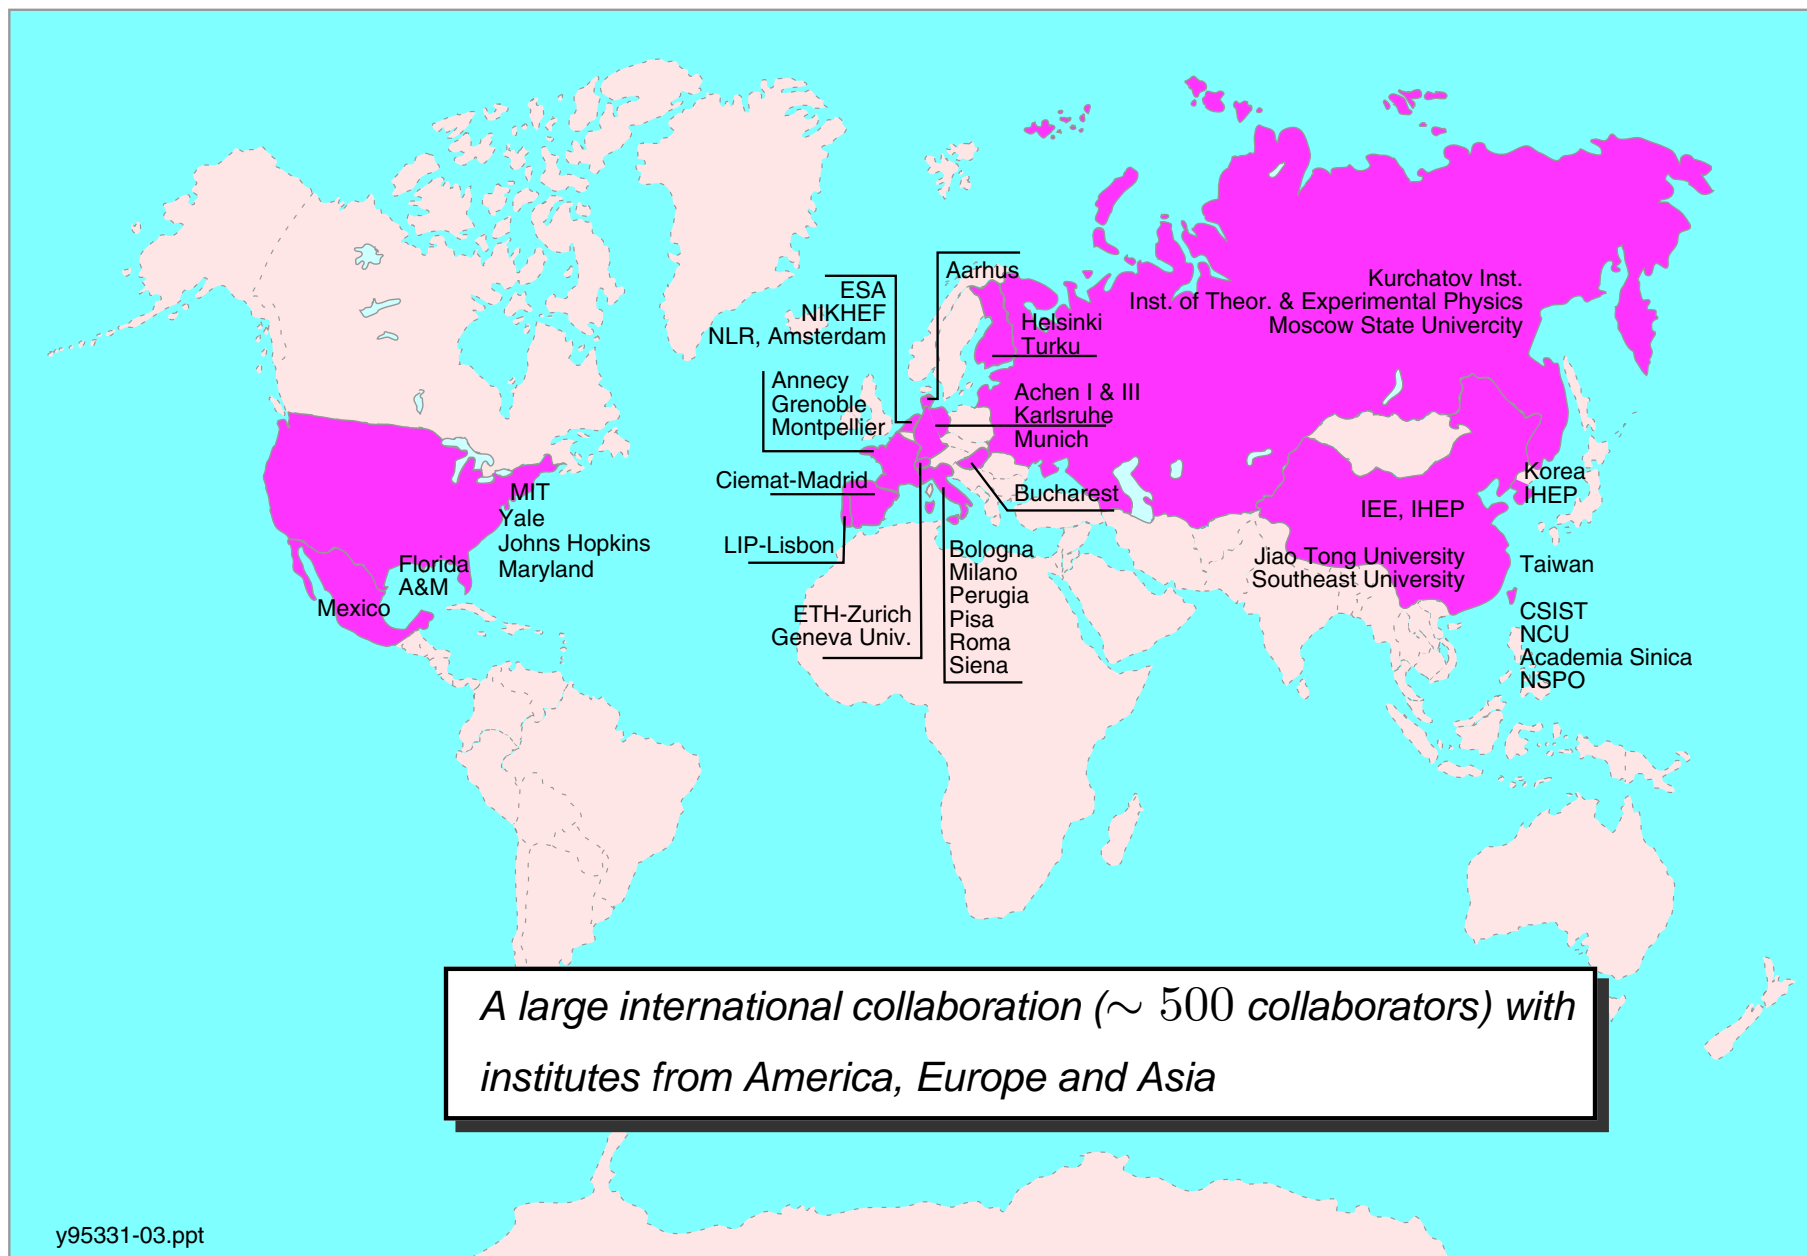 Aarhus
ESA
NIKHEF
NLR, Amsterdam
Helsinki
Turku
Kurchatov Inst.
Inst. of Theor. & Experimental Physics
Moscow State Univercity
Annecy
Grenoble
Montpellier
Achen I & III
Karlsruhe
Munich
Ciemat-Madrid
Bucharest
LIP-Lisbon
ETH-Zurich
Geneva Univ.
Bologna
Milano
Perugia
Pisa
Roma
Siena
MIT
Yale
Johns Hopkins
Maryland
Florida
A&M
Mexico
Korea
IHEP
IEE, IHEP
Jiao Tong University
Southeast University
Taiwan
CSIST
NCU
Academia Sinica
NSPO
A large international collaboration (∼ 500 collaborators) with
institutes from America, Europe and Asia
y95331-03.ppt